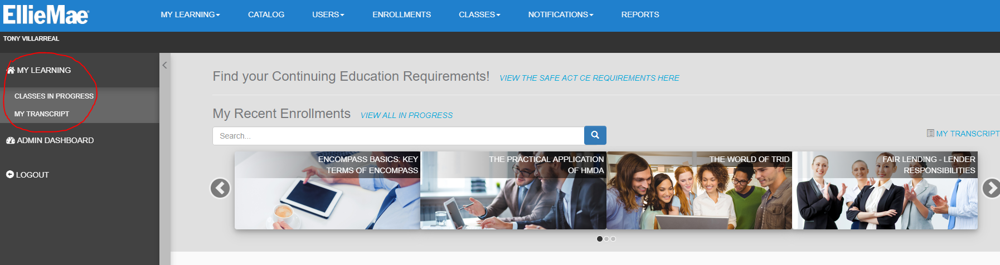 EllieMae
MY LEARNING CATALOG USERS ENROLLMENTS CLASSES NOTIFICATIONS REPORTS
TONY VILLARREAL
MY LEARNING
CLASSES IN PROGRESS
MY TRANSCRIPT
ADMIN DASHBOARD
LOGOUT
Find your Continuing Education Requirements! VIEW THE SAFE ACT CE REQUIREMENTS HERE
My Recent Enrollments VIEW ALL IN PROGRESS
Search...
MY TRANSCRIPT
ENCOMPASS BASICS: KEY
TERMS OF ENCOMPASS
THE PRACTICAL APPLICATION
OF HMDA
THE WORLD OF TRID
FAIR LENDING - LENDER
RESPONSIBILITIES